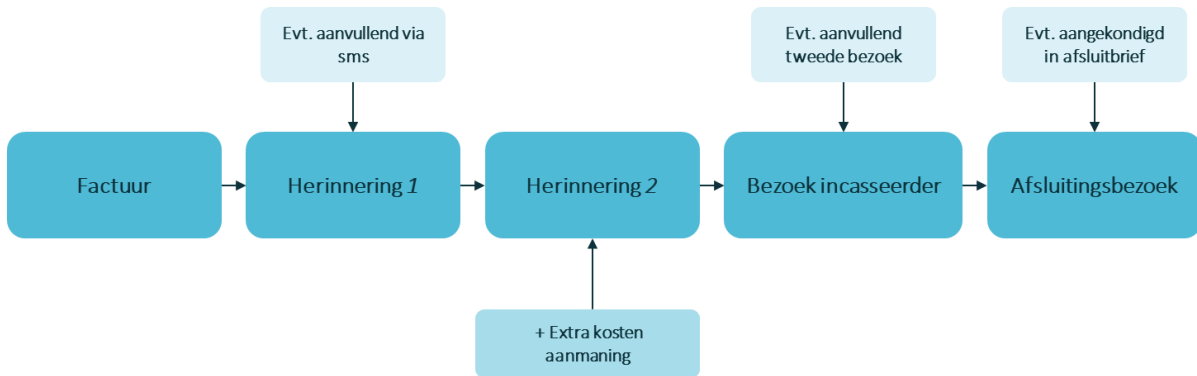 Evt. aanvullend via
sms
Evt. aanvullend
tweede bezoek
Evt. aangekondigd
in afsluitbrief
Factuur
Herinnering 1
Herinnering 2
Bezoek incasseerder
Afsluitingsbezoek
+ Extra kosten
aanmaning